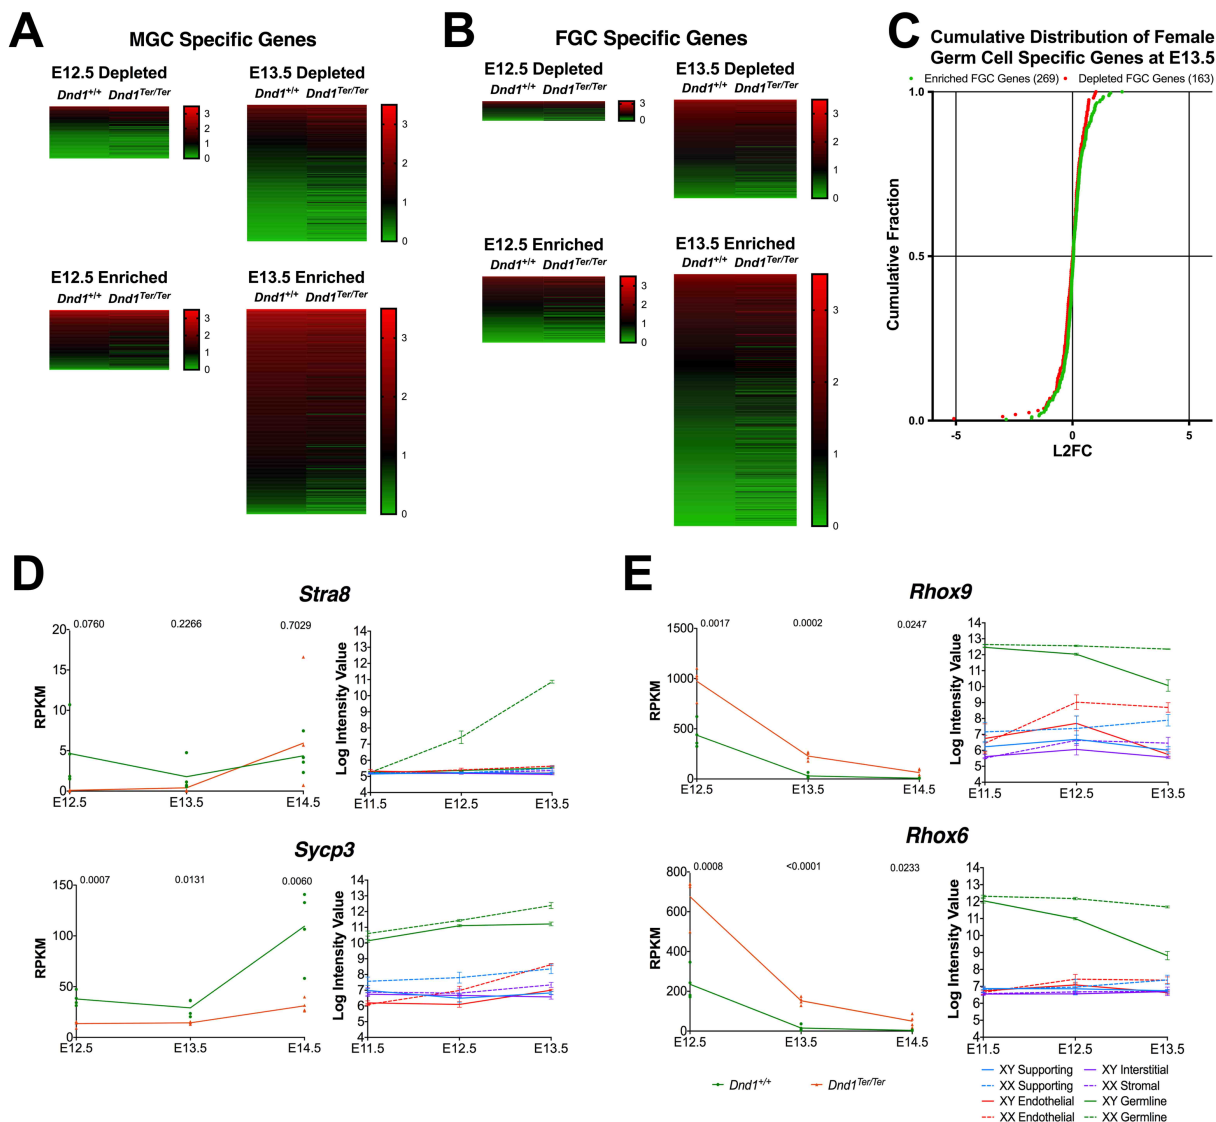 A
MGC Specific Genes
E12.5 Depleted
Dnd1+/+ Dnd1Ter/Ter
3
2
1
0
E13.5 Depleted
Dnd1+/+ Dnd1Ter/Ter
3
2
1
0
E12.5 Enriched
Dnd1+/+ Dnd1Ter/Ter
3
2
1
0
E13.5 Enriched
Dnd1+/+ Dnd1Ter/Ter
3
2
1
0
B
FGC Specific Genes
E12.5 Depleted
Dnd1+/+ Dnd1Ter/Ter
3
2
1
0
E13.5 Depleted
Dnd1+/+ Dnd1Ter/Ter
3
2
1
0
E12.5 Enriched
Dnd1+/+ Dnd1Ter/Ter
3
2
1
0
E13.5 Enriched
Dnd1+/+ Dnd1Ter/Ter
3
2
1
0
C
Cumulative Distribution of Female
Germ Cell Specific Genes at E13.5
Enriched FGC Genes (269) Depleted FGC Genes (163)
Cumulative Fraction
1.0
0.5
0.0
-5 0 5
L2FC
D
Stra8
0.0760 0.2266 0.7029
RPKM
20
15
10
5
0
E12.5 E13.5 E14.5
Log Intensity Value
14
13
12
11
10
9
8
7
6
5
4
E11.5 E12.5 E13.5
Sycp3
0.0007 0.0131 0.0060
RPKM
150
100
50
0
E12.5 E13.5 E14.5
Log Intensity Value
14
13
12
11
10
9
8
7
6
5
4
E11.5 E12.5 E13.5
E
Rhox9
0.0017 0.0002 0.0247
RPKM
1500
1000
500
0
E12.5 E13.5 E14.5
Log Intensity Value
14
13
12
11
10
9
8
7
6
5
4
E11.5 E12.5 E13.5
Rhox6
0.0008 <0.0001 0.0233
RPKM
800
600
400
200
0
E12.5 E13.5 E14.5
Log Intensity Value
14
13
12
11
10
9
8
7
6
5
4
E11.5 E12.5 E13.5
Dnd1+/+ Dnd1Ter/Ter
XY Supporting XY Interstitial
XX Supporting XX Stromal
XY Endothelial XY Germline
XX Endothelial XX Germline